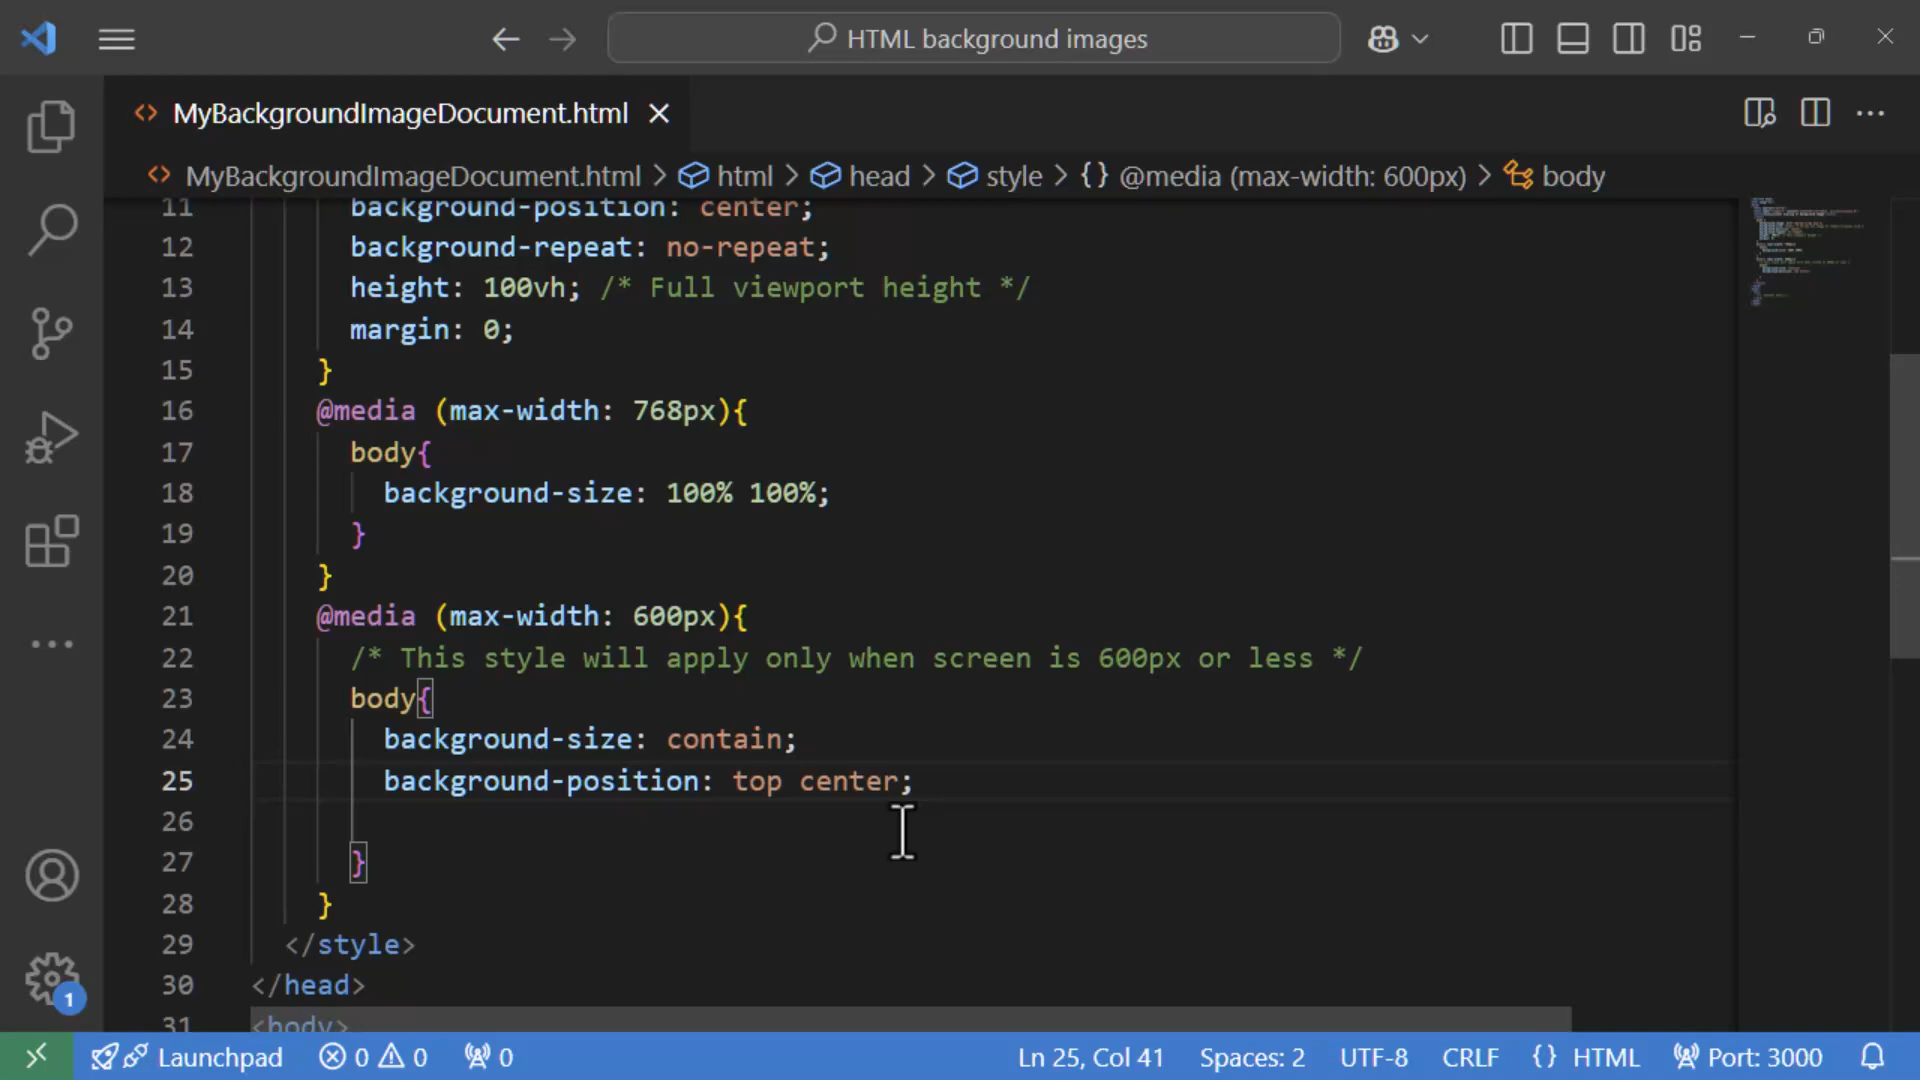 HTML background images
MyBackgroundImageDocument.html
MyBackgroundImageDocument.html > html > head > style > {} @media (max-width: 600px) > body
11 background-position: center;
12 background-repeat: no-repeat;
13 height: 100vh; /* Full viewport height */
14 margin: 0;
15 }
16 @media (max-width: 768px){
17 body{
18 background-size: 100% 100%;
19 }
20 }
21 @media (max-width: 600px){
22 /* This style will apply only when screen is 600px or less */
23 body{
24 background-size: contain;
25 background-position: top center;
26
27 }
28 }
29 </style>
30 </head>
31 <body>
1
Launchpad 0 0 0 Ln 25, Col 41 Spaces: 2 UTF-8 CRLF {} HTML Port: 3000